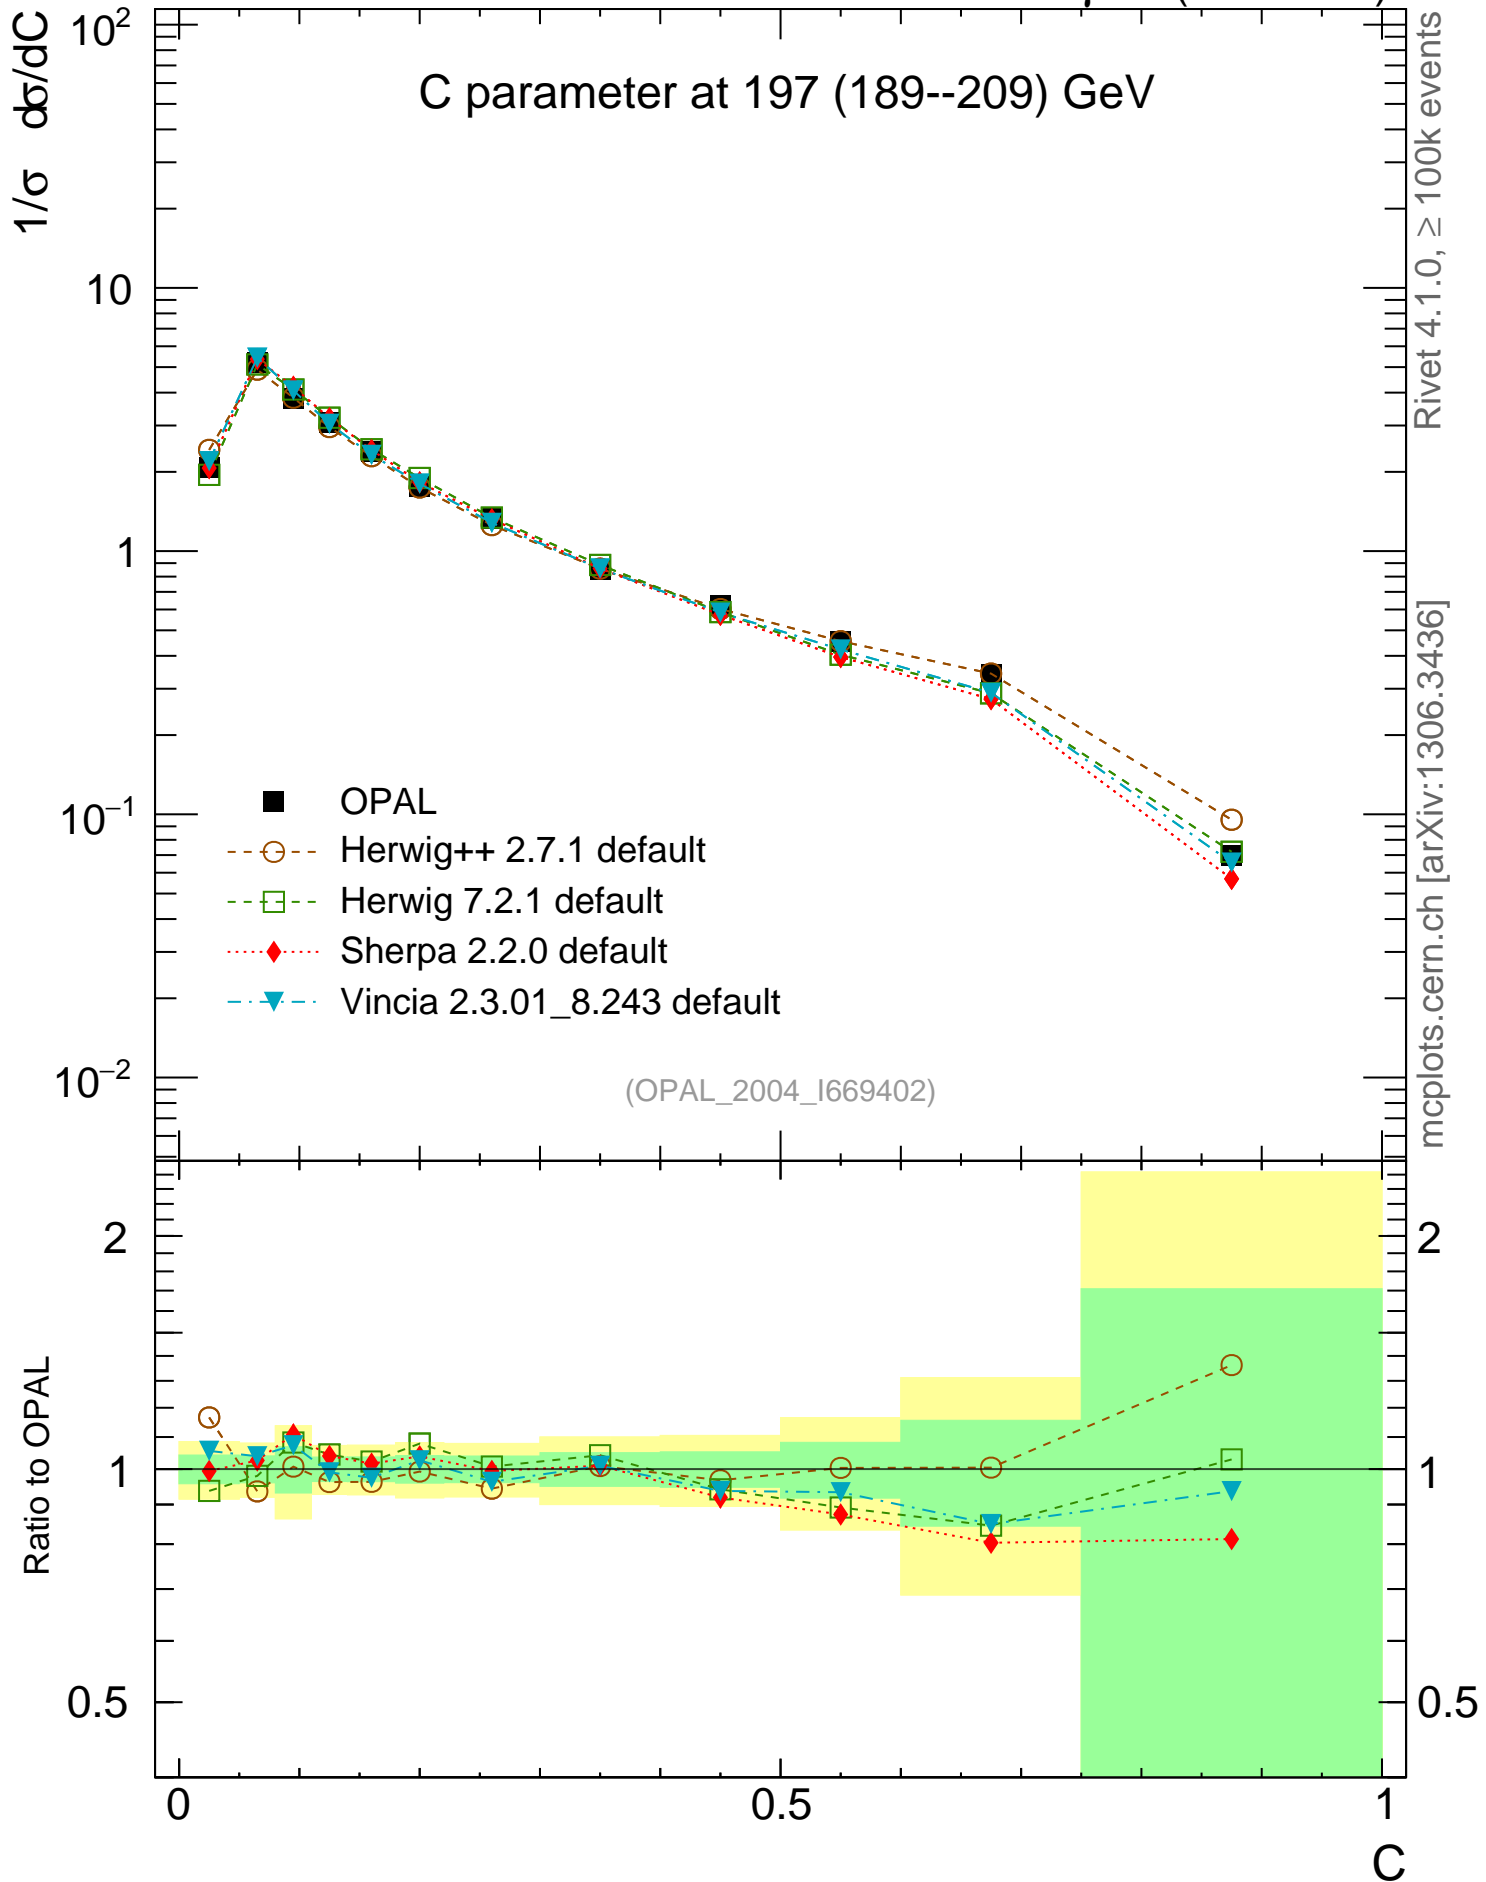 10²
1/σ dσ/dC
C parameter at 197 (189--209) GeV
10
1
10⁻¹
10⁻²
OPAL
Herwig++ 2.7.1 default
Herwig 7.2.1 default
Sherpa 2.2.0 default
Vincia 2.3.01_8.243 default
(OPAL_2004_I669402)
Rivet 4.1.0, ≥ 100k events
mcplots.cern.ch [arXiv:1306.3436]
Ratio to OPAL
2
1
0.5
2
1
0.5
0
0.5
1
C